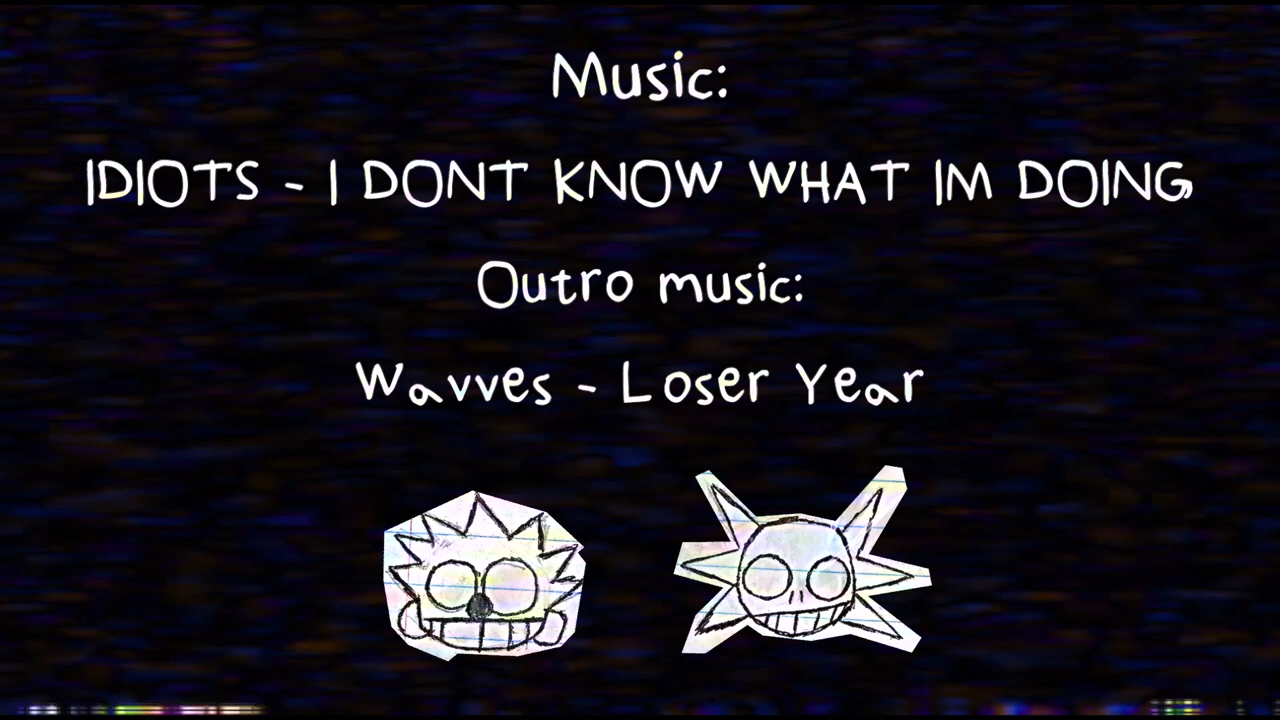 Music:
IDIOTS - I DONT KNOW WHAT IM DOING
Outro music:
Wavves - Loser Year